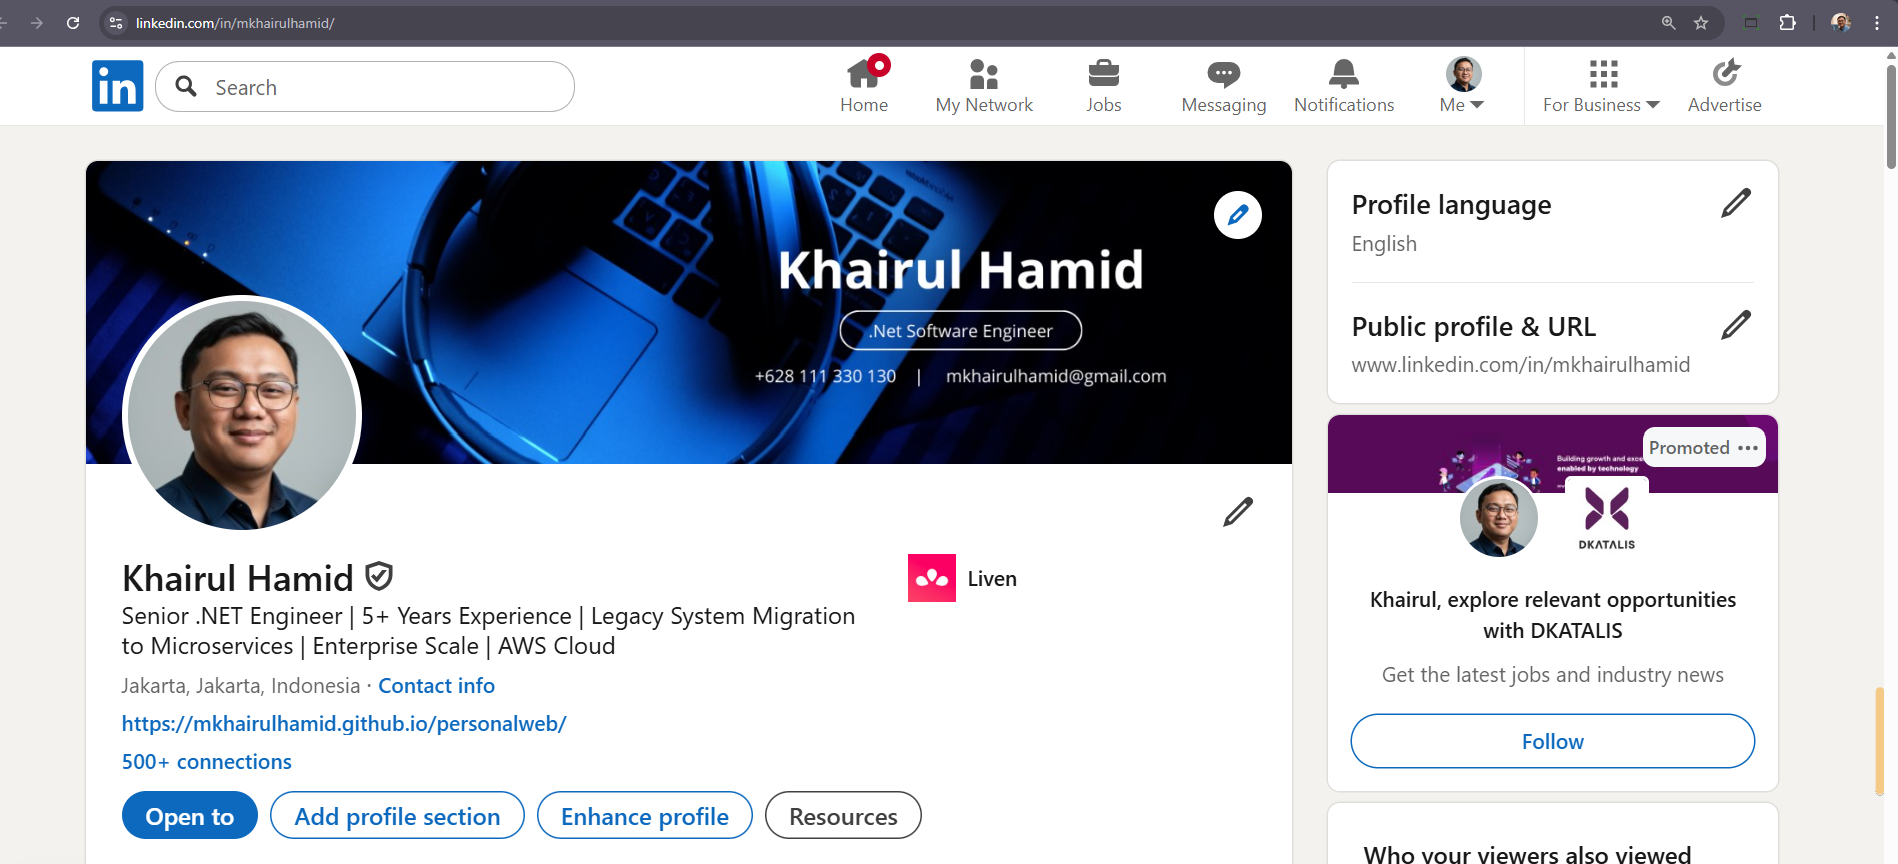 linkedin.com/in/mkhairulhamid/
in
Search
Home
My Network
Jobs
Messaging
Notifications
Me
For Business
Advertise
Khairul Hamid
.Net Software Engineer
+628 111 330 130 | mkhairulhamid@gmail.com
Khairul Hamid
Senior .NET Engineer | 5+ Years Experience | Legacy System Migration
to Microservices | Enterprise Scale | AWS Cloud
Jakarta, Jakarta, Indonesia · Contact info
https://mkhairulhamid.github.io/personalweb/
500+ connections
Open to
Add profile section
Enhance profile
Resources
Liven
Profile language
English
Public profile & URL
www.linkedin.com/in/mkhairulhamid
Promoted
Building growth and exce
enabled by technology
DKATALIS
Khairul, explore relevant opportunities
with DKATALIS
Get the latest jobs and industry news
Follow
Who your viewers also viewed